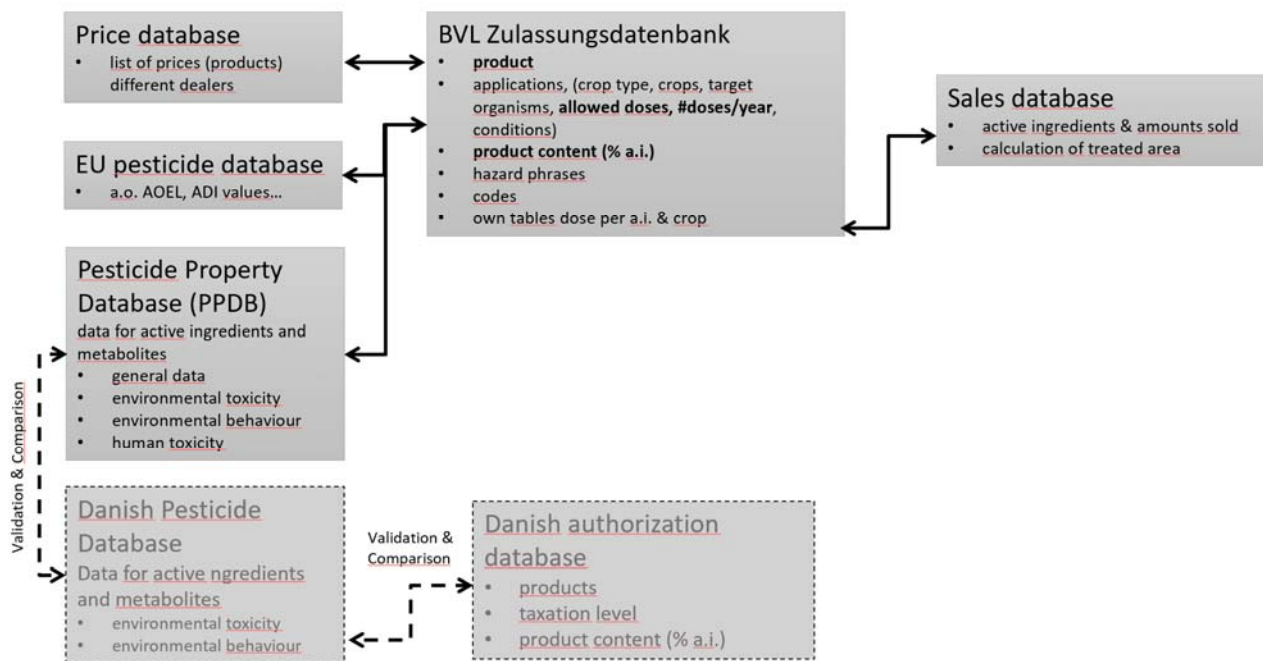 Price database
• list of prices (products)
different dealers
BVL Zulassungsdatenbank
• product
• applications, (crop type, crops, target
organisms, allowed doses, #doses/year,
conditions)
• product content (% a.i.)
• hazard phrases
• codes
• own tables dose per a.i. & crop
Sales database
• active ingredients & amounts sold
• calculation of treated area
EU pesticide database
• a.o. AOEL, ADI values…
Pesticide Property
Database (PPDB)
data for active ingredients and
metabolites
• general data
• environmental toxicity
• environmental behaviour
• human toxicity
Validation & Comparison
Danish Pesticide
Database
Data for active ngredients
and metabolites
• environmental toxicity
• environmental behaviour
Validation &
Comparison
Danish authorization
database
• products
• taxation level
• product content (% a.i.)